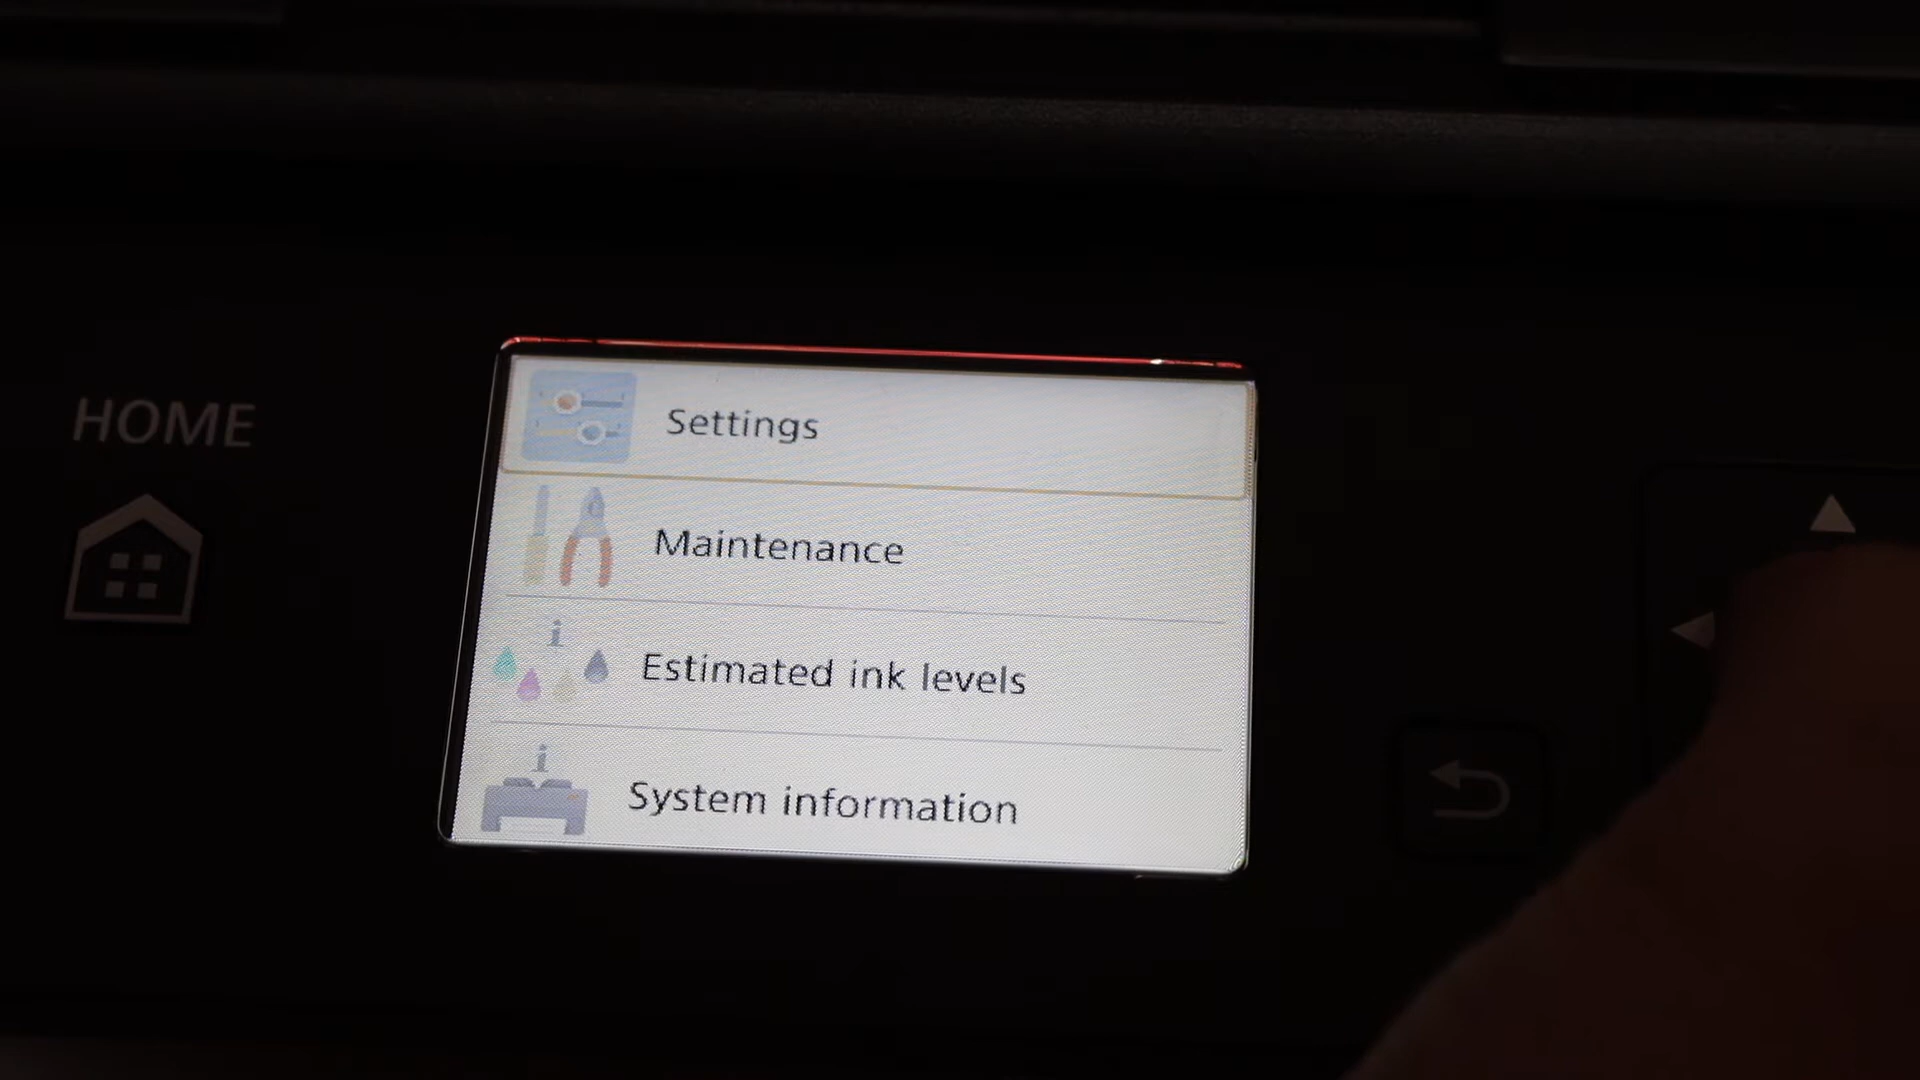 HOME
Settings
Maintenance
Estimated ink levels
System information